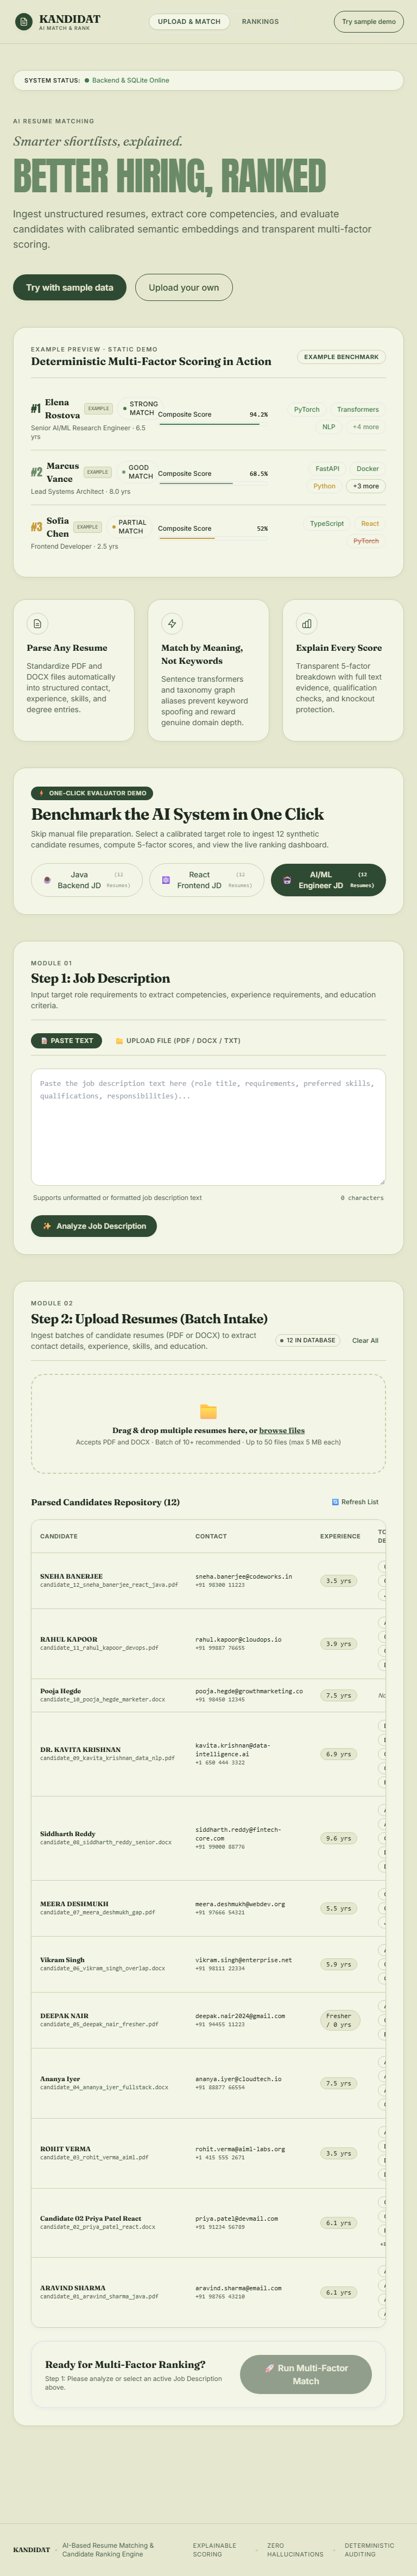 KANDIDAT
AI MATCH & RANK
UPLOAD & MATCH
RANKINGS
Try sample demo
SYSTEM STATUS:
Backend & SQLite Online
AI RESUME MATCHING
Smarter shortlists, explained.
BETTER HIRING, RANKED
Ingest unstructured resumes, extract core competencies, and evaluate
candidates with calibrated semantic embeddings and transparent multi-factor
scoring.
Try with sample data
Upload your own
EXAMPLE PREVIEW · STATIC DEMO
Deterministic Multi-Factor Scoring in Action
EXAMPLE BENCHMARK
#1 Elena Rostova
EXAMPLE
STRONG MATCH
Senior AI/ML Research Engineer · 6.5
yrs
Composite Score 94.2%
PyTorch Transformers
NLP +4 more
#2 Marcus Vance
EXAMPLE
GOOD MATCH
Lead Systems Architect · 8.0 yrs
Composite Score 68.5%
FastAPI Docker
Python +3 more
#3 Sofia Chen
EXAMPLE
PARTIAL MATCH
Frontend Developer · 2.5 yrs
Composite Score 52%
TypeScript React
PyTorch
Parse Any Resume
Standardize PDF and
DOCX files automatically
into structured contact,
experience, skills, and
degree entries.
Match by Meaning,
Not Keywords
Sentence transformers
and taxonomy graph
aliases prevent keyword
spoofing and reward
genuine domain depth.
Explain Every Score
Transparent 5-factor
breakdown with full text
evidence, qualification
checks, and knockout
protection.
ONE-CLICK EVALUATOR DEMO
Benchmark the AI System in One Click
Skip manual file preparation. Select a calibrated target role to ingest 12 synthetic
candidate resumes, compute 5-factor scores, and view the live ranking dashboard.
Java
Backend JD
(12
Resumes)
React
Frontend JD
(12
Resumes)
AI/ML
Engineer JD
(12
Resumes)
MODULE 01
Step 1: Job Description
Input target role requirements to extract competencies, experience requirements, and education
criteria.
PASTE TEXT
UPLOAD FILE (PDF / DOCX / TXT)
Paste the job description text here (role title, requirements, preferred skills,
qualifications, responsibilities)...
Supports unformatted or formatted job description text
0 characters
Analyze Job Description
MODULE 02
Step 2: Upload Resumes (Batch Intake)
Ingest batches of candidate resumes (PDF or DOCX) to extract
contact details, experience, skills, and education.
12 IN DATABASE
Clear All
Drag & drop multiple resumes here, or browse files
Accepts PDF and DOCX · Batch of 10+ recommended · Up to 50 files (max 5 MB each)
Parsed Candidates Repository (12)
Refresh List
CANDIDATE CONTACT EXPERIENCE
SNEHA BANERJEE
candidate_12_sneha_banerjee_react_java.pdf
sneha.banerjee@codeworks.in
+91 98300 11223
3.5 yrs
RAHUL KAPOOR
candidate_11_rahul_kapoor_devops.pdf
rahul.kapoor@cloudops.io
+91 99887 76655
3.9 yrs
Pooja Hegde
candidate_10_pooja_hegde_marketer.docx
pooja.hegde@growthmarketing.co
+91 98450 12345
7.5 yrs
DR. KAVITA KRISHNAN
candidate_09_kavita_krishnan_data_nlp.pdf
kavita.krishnan@data-
intelligence.ai
+1 650 444 3322
6.9 yrs
Siddharth Reddy
candidate_08_siddharth_reddy_senior.docx
siddharth.reddy@fintech-
core.com
+91 99000 88776
9.6 yrs
MEERA DESHMUKH
candidate_07_meera_deshmukh_gap.pdf
meera.deshmukh@webdev.org
+91 97666 54321
5.5 yrs
Vikram Singh
candidate_06_vikram_singh_overlap.docx
vikram.singh@enterprise.net
+91 98111 22334
5.9 yrs
DEEPAK NAIR
candidate_05_deepak_nair_fresher.pdf
deepak.nair2024@gmail.com
+91 94455 11223
Fresher
/ 0 yrs
Ananya Iyer
candidate_04_ananya_iyer_fullstack.docx
ananya.iyer@cloudtech.io
+91 88877 66554
7.5 yrs
ROHIT VERMA
candidate_03_rohit_verma_aiml.pdf
rohit.verma@aiml-labs.org
+1 415 555 2671
3.5 yrs
Candidate 02 Priya Patel React
candidate_02_priya_patel_react.docx
priya.patel@devmail.com
+91 91234 56789
6.1 yrs
ARAVIND SHARMA
candidate_01_aravind_sharma_java.pdf
aravind.sharma@email.com
+91 98765 43210
6.1 yrs
Ready for Multi-Factor Ranking?
Step 1: Please analyze or select an active Job Description
above.
Run Multi-Factor
Match
KANDIDAT
AI-Based Resume Matching &
Candidate Ranking Engine
EXPLAINABLE
SCORING
ZERO
HALLUCINATIONS
DETERMINISTIC
AUDITING